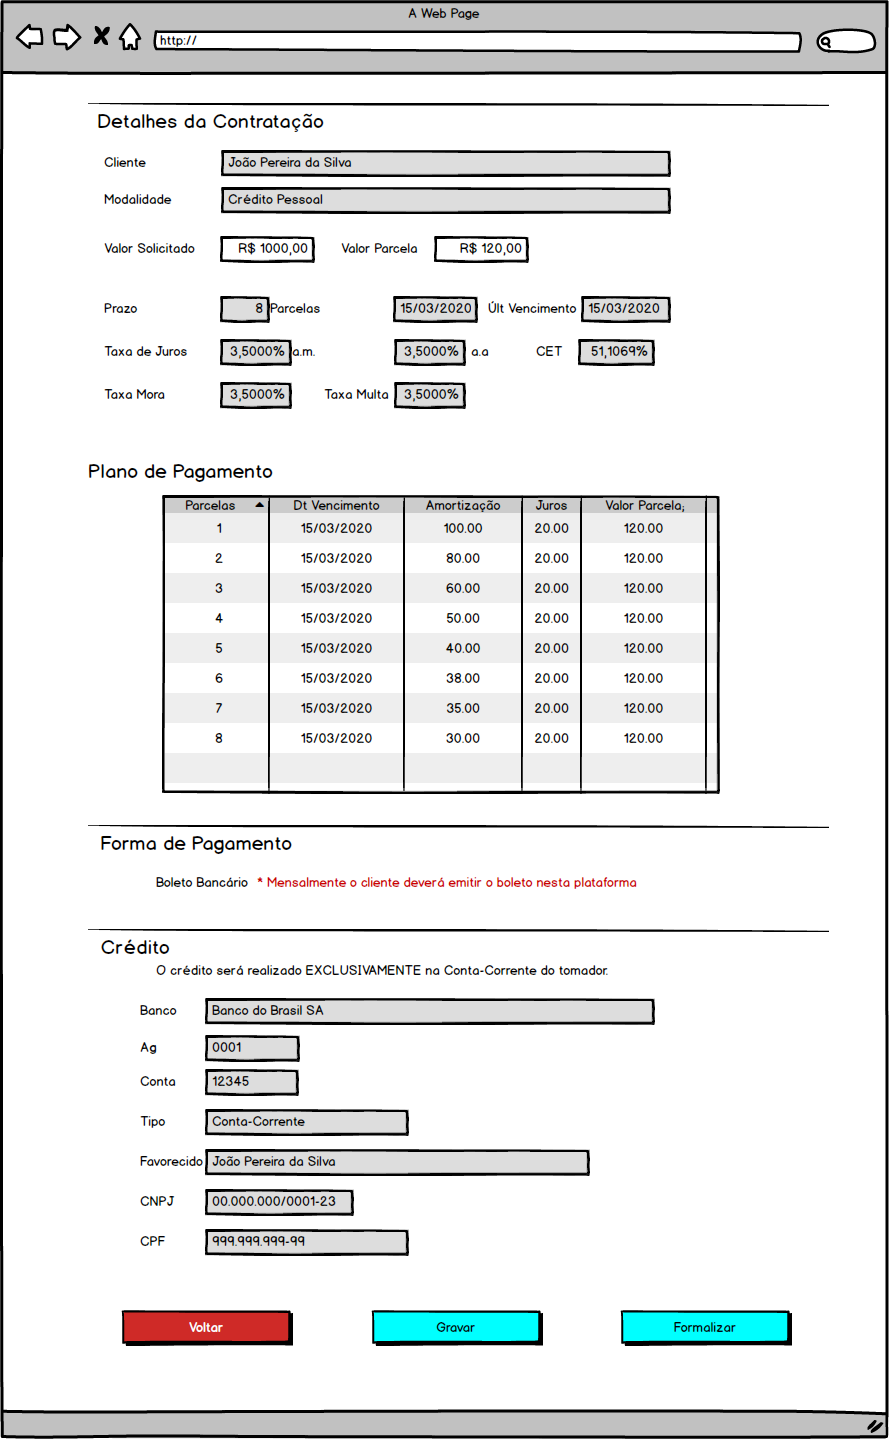 A Web Page
http://
Detalhes da Contratação
Cliente João Pereira da Silva
Modalidade Crédito Pessoal
Valor Solicitado R$ 1000,00 Valor Parcela R$ 120,00
Prazo 8 Parcelas 15/03/2020 Últ Vencimento 15/03/2020
Taxa de Juros 3,5000% a.m. 3,5000% a.a CET 51,1069%
Taxa Mora 3,5000% Taxa Multa 3,5000%
Plano de Pagamento
Parcelas Dt Vencimento Amortização Juros Valor Parcela;
1 15/03/2020 100.00 20.00 120.00
2 15/03/2020 80.00 20.00 120.00
3 15/03/2020 60.00 20.00 120.00
4 15/03/2020 50.00 20.00 120.00
5 15/03/2020 40.00 20.00 120.00
6 15/03/2020 38.00 20.00 120.00
7 15/03/2020 35.00 20.00 120.00
8 15/03/2020 30.00 20.00 120.00
Forma de Pagamento
Boleto Bancário * Mensalmente o cliente deverá emitir o boleto nesta plataforma
Crédito
O crédito será realizado EXCLUSIVAMENTE na Conta-Corrente do tomador.
Banco Banco do Brasil SA
Ag 0001
Conta 12345
Tipo Conta-Corrente
Favorecido João Pereira da Silva
CNPJ 00.000.000/0001-23
CPF 999.999.999-99
Voltar Gravar Formalizar